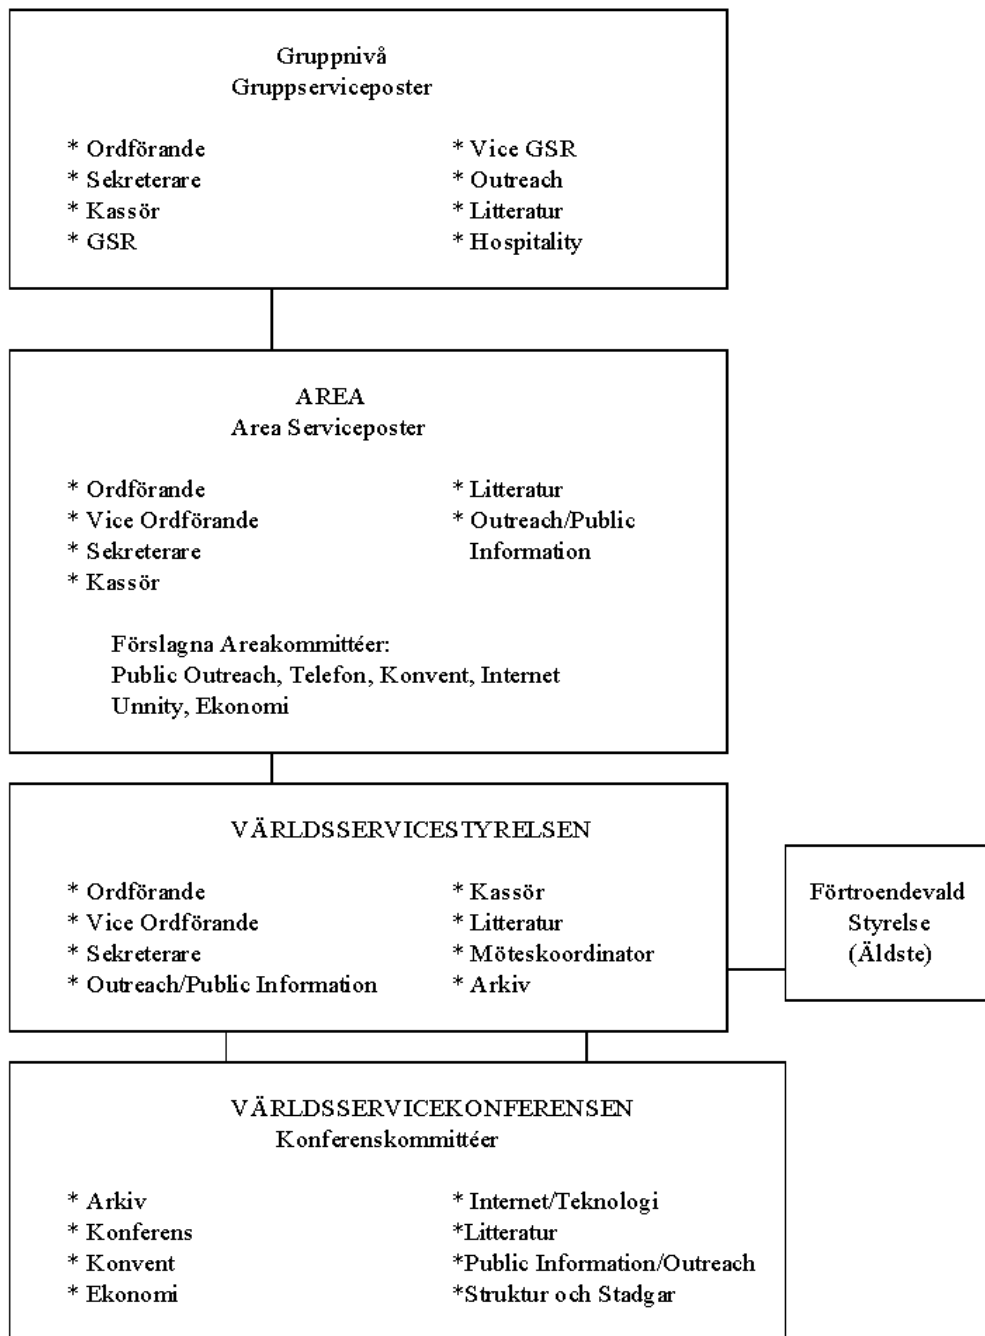 Gruppnivå
Gruppserviceposter
* Ordförande
* Sekreterare
* Kassör
* GSR
* Vice GSR
* Outreach
* Litteratur
* Hospitality
AREA
Area Serviceposter
* Ordförande
* Vice Ordförande
* Sekreterare
* Kassör
* Litteratur
* Outreach/Public
Information
Förslagna Areakommittéer:
Public Outreach, Telefon, Konvent, Internet
Unnity, Ekonomi
VÄRLDSSERVICESTYRELSEN
* Ordförande
* Vice Ordförande
* Sekreterare
* Outreach/Public Information
* Kassör
* Litteratur
* Möteskoordinator
* Arkiv
Förtroendevald
Styrelse
(Äldste)
VÄRLDSSERVICEKONFERENSEN
Konferenskommittéer
* Arkiv
* Konferens
* Konvent
* Ekonomi
* Internet/Teknologi
*Litteratur
*Public Information/Outreach
*Struktur och Stadgar